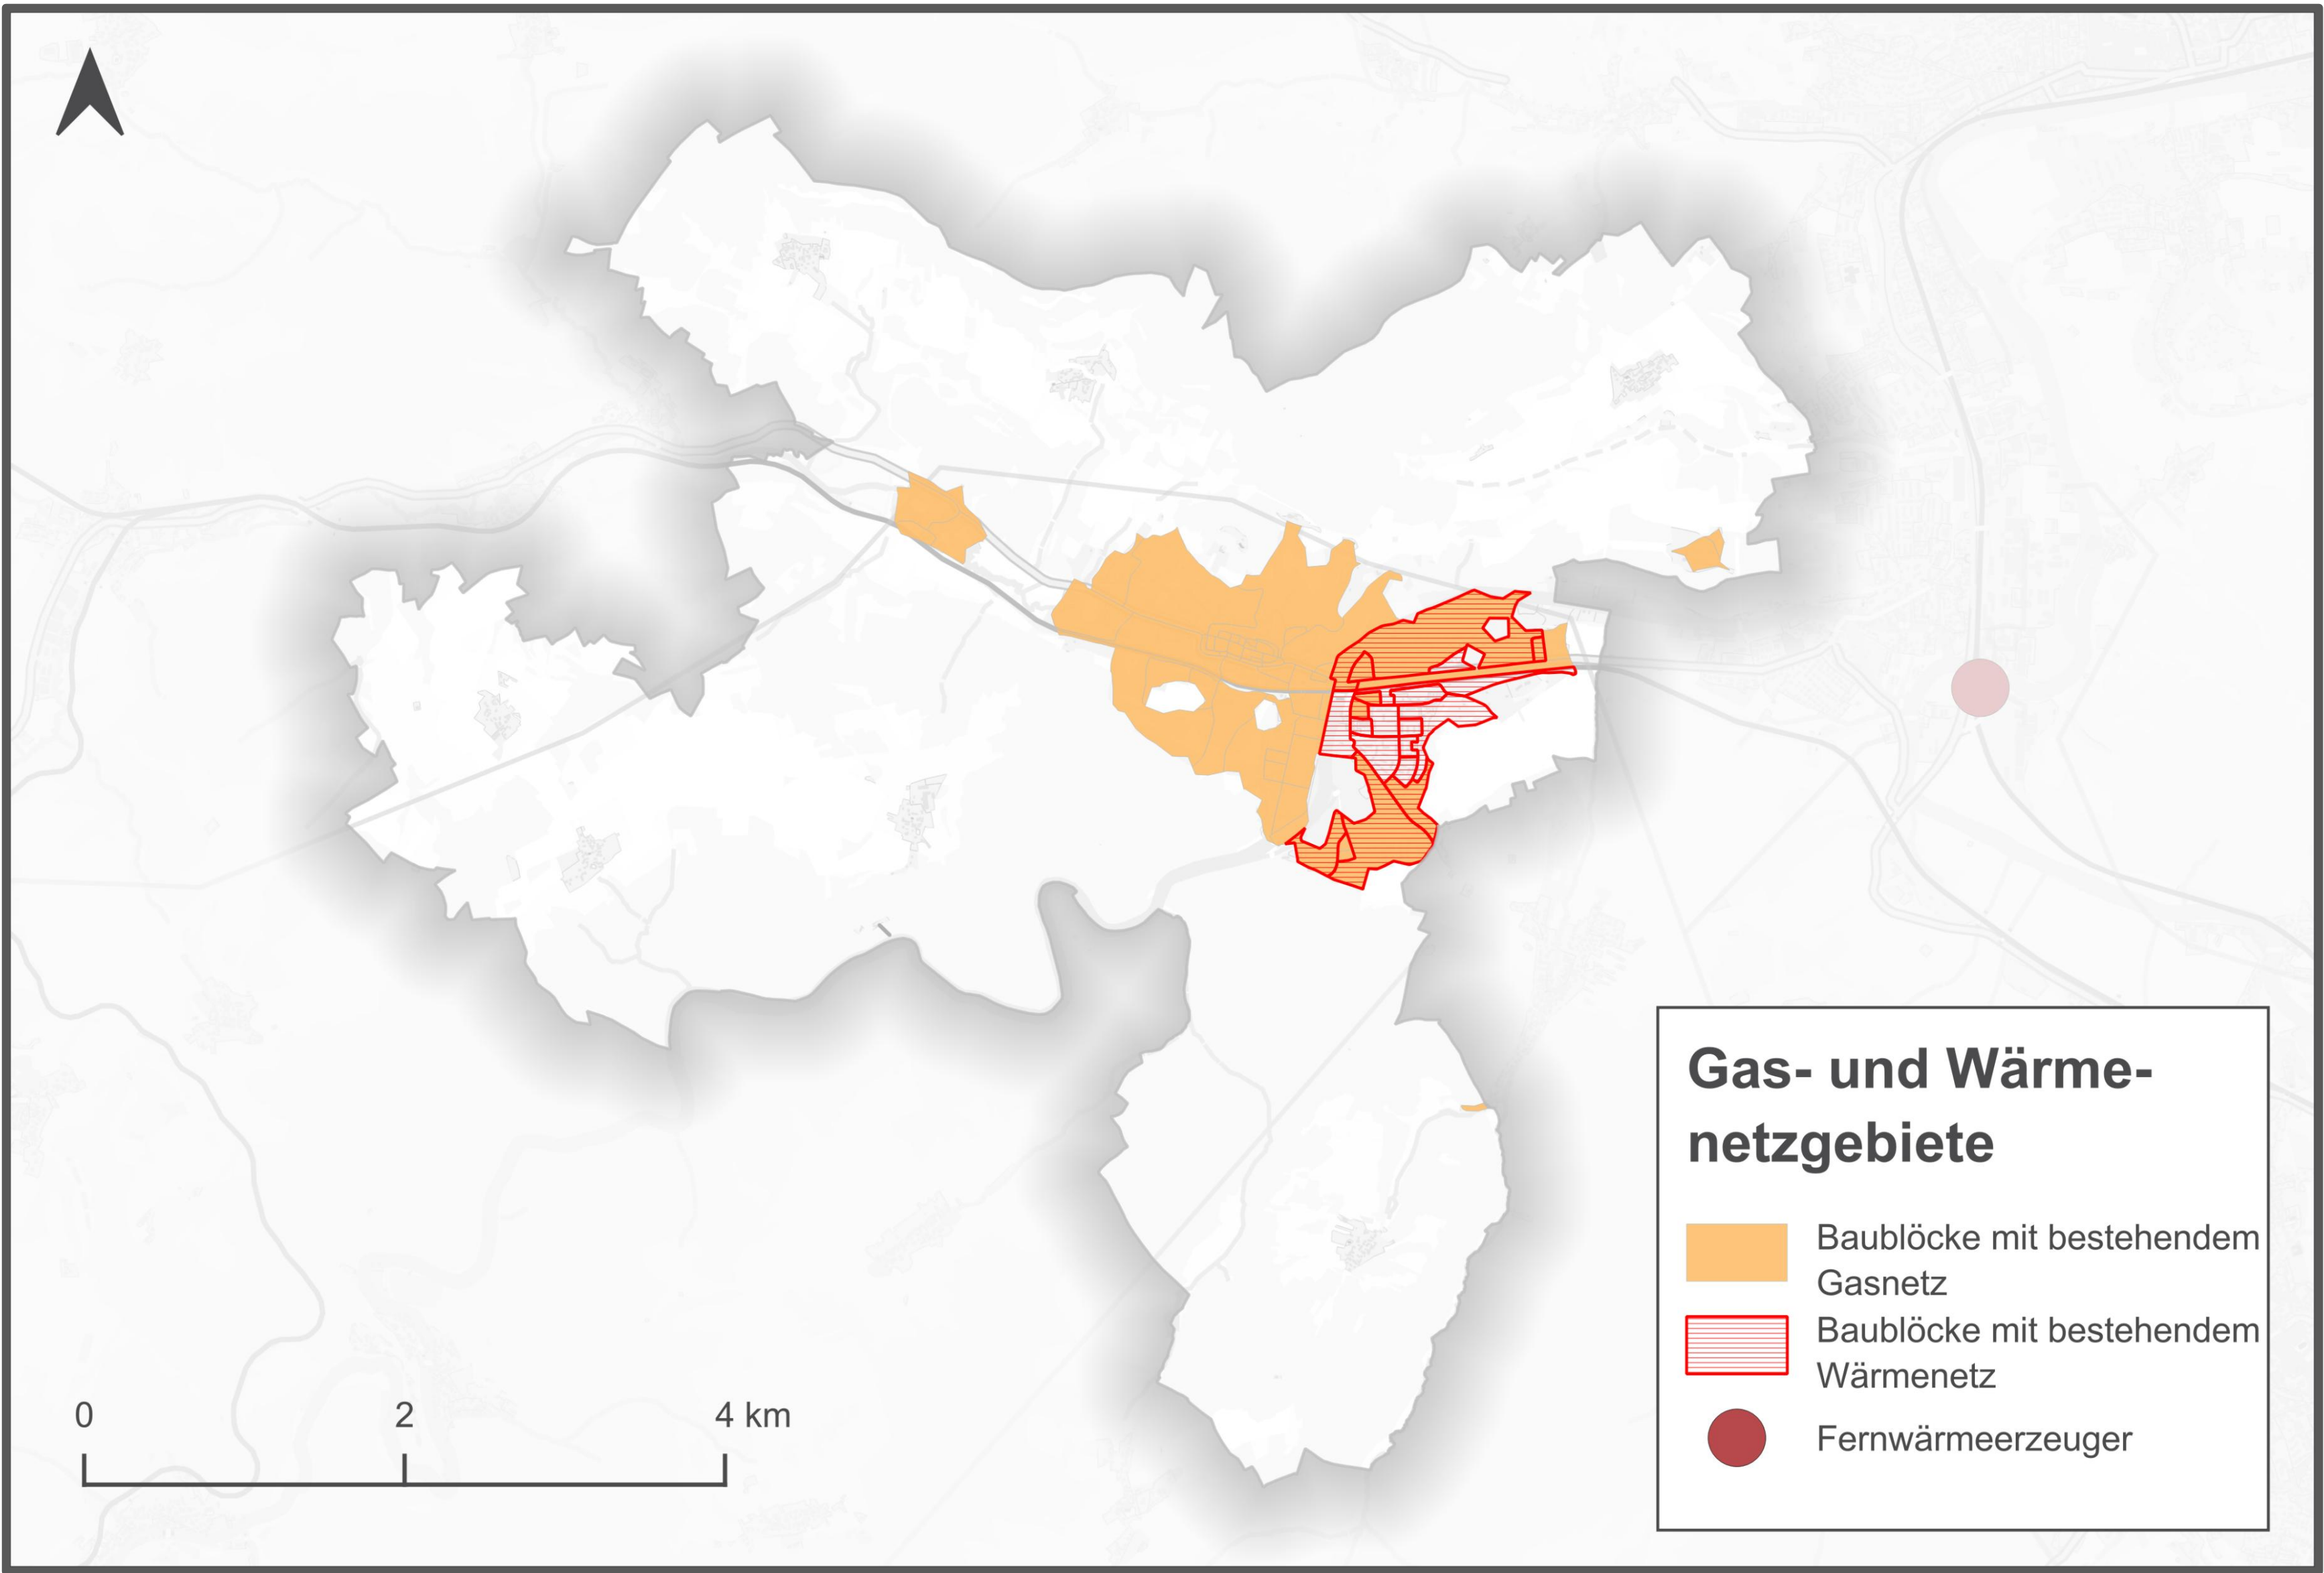 Gas- und Wärme-
netzgebiete
Baublöcke mit bestehendem
Gasnetz
Baublöcke mit bestehendem
Wärmenetz
Fernwärmeerzeuger
0 2 4 km